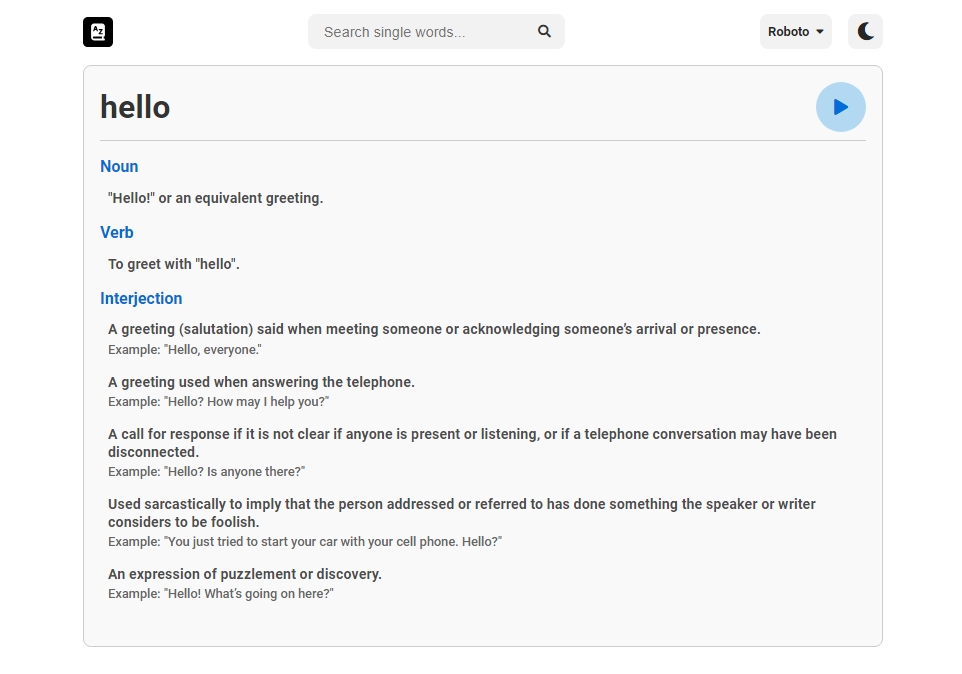 AZ
Search single words...
Roboto
hello
Noun
"Hello!" or an equivalent greeting.
Verb
To greet with "hello".
Interjection
A greeting (salutation) said when meeting someone or acknowledging someone’s arrival or presence.
Example: "Hello, everyone."
A greeting used when answering the telephone.
Example: "Hello? How may I help you?"
A call for response if it is not clear if anyone is present or listening, or if a telephone conversation may have been
disconnected.
Example: "Hello? Is anyone there?"
Used sarcastically to imply that the person addressed or referred to has done something the speaker or writer
considers to be foolish.
Example: "You just tried to start your car with your cell phone. Hello?"
An expression of puzzlement or discovery.
Example: "Hello! What’s going on here?"